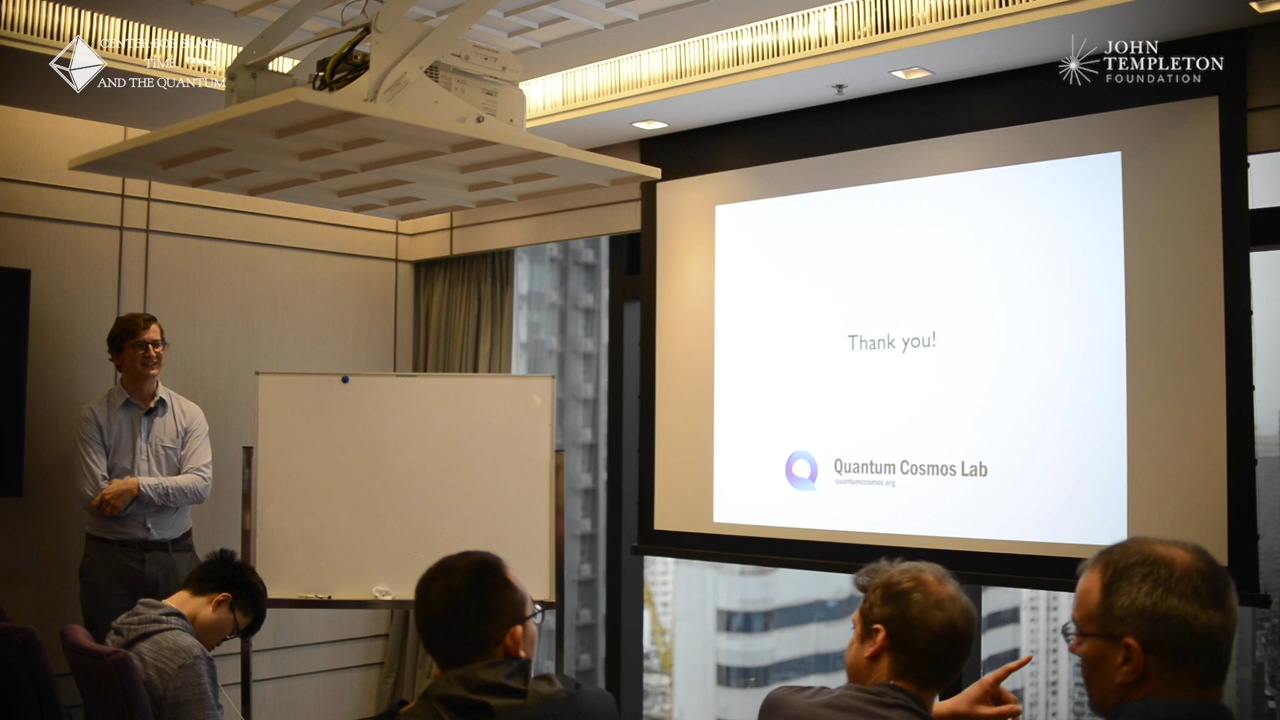 CENTER FOR SPACE
TIME
AND THE QUANTUM
JOHN
TEMPLETON
FOUNDATION
Thank you!
Quantum Cosmos Lab
quantumcosmos.org